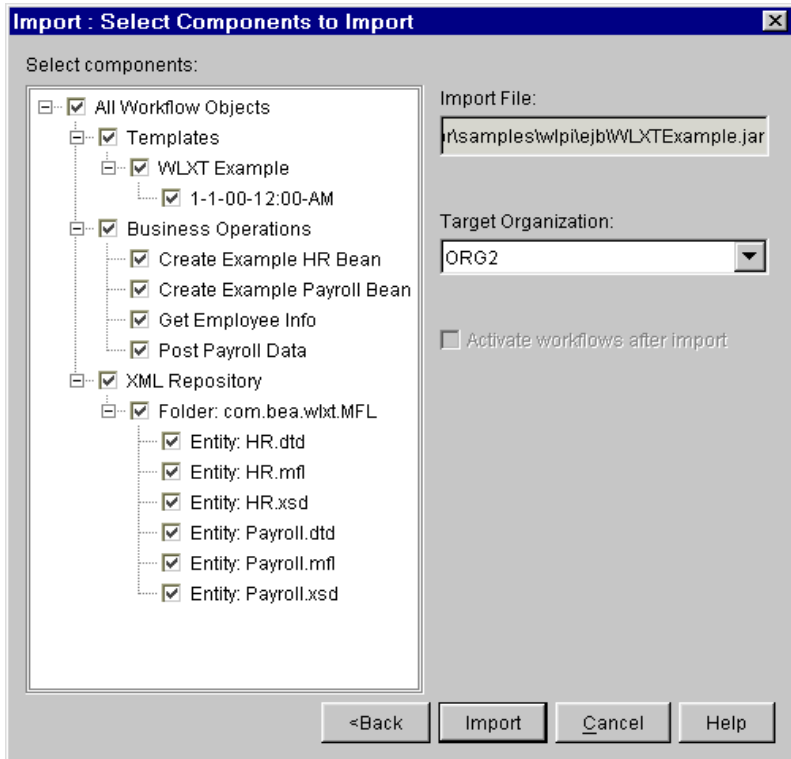 Import : Select Components to Import
Select components:
All Workflow Objects
Templates
WLXT Example
1-1-00-12:00-AM
Business Operations
Create Example HR Bean
Create Example Payroll Bean
Get Employee Info
Post Payroll Data
XML Repository
Folder: com.bea.wlxt.MFL
Entity: HR.dtd
Entity: HR.mfl
Entity: HR.xsd
Entity: Payroll.dtd
Entity: Payroll.mfl
Entity: Payroll.xsd
Import File:
r\samples\wlpi\ejb\WLXTExample.jar
Target Organization:
ORG2
Activate workflows after import
<Back
Import
Cancel
Help